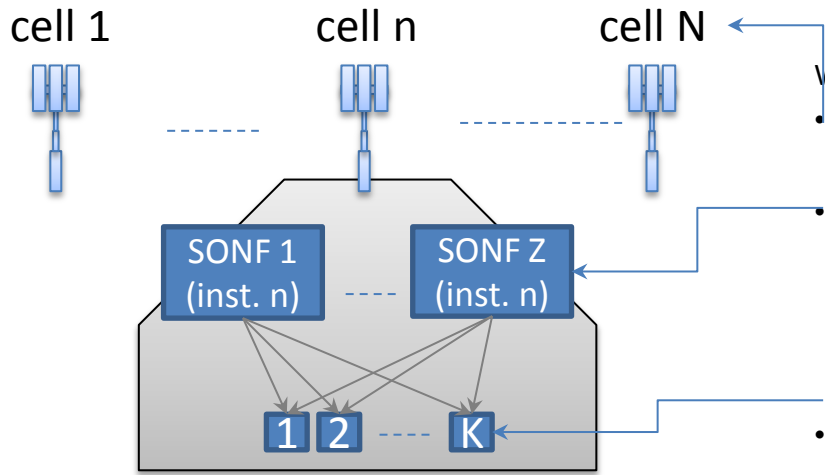 cell 1 cell n cell N
SONF 1 SONF Z
(inst. n) (inst. n)
1 2 K